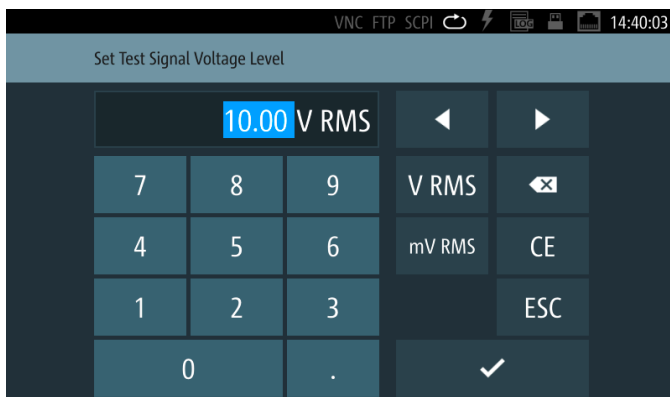 VNC FTP SCPI LOG 14:40:03
Set Test Signal Voltage Level
10.00 V RMS
7 8 9 V RMS
4 5 6 mV RMS CE
1 2 3 ESC
0 .